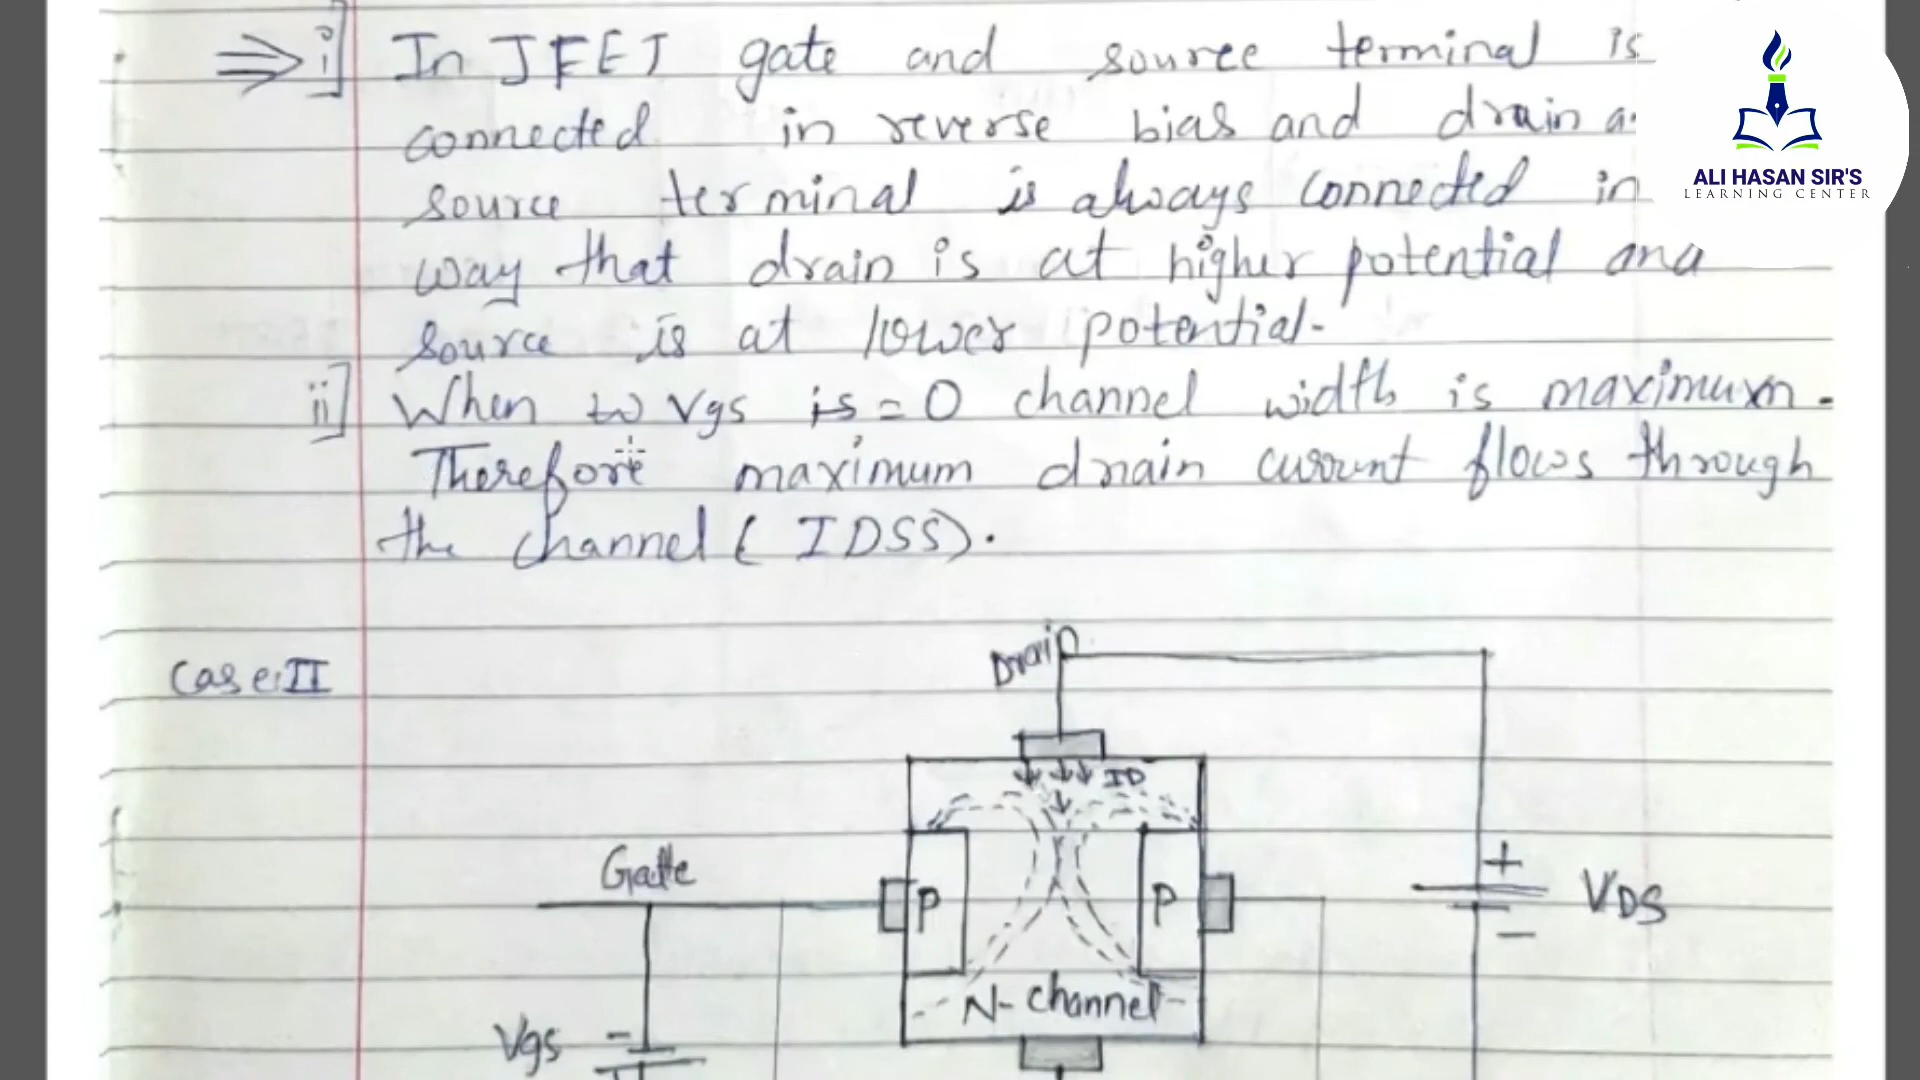 i] In JFET gate and source terminal is
connected in reverse bias and drain a
source terminal is always connected in
way that drain is at higher potential and
source is at lower potential.
ii] When to Vgs is = 0 channel width is maximum.
Therefore maximum drain current flows through
the channel ( IDSS).
Case:II
Drain
ID
Gate
P
P
+
VDS
-
N- channel
Vgs
-
ALI HASAN SIR'S
LEARNING CENTER